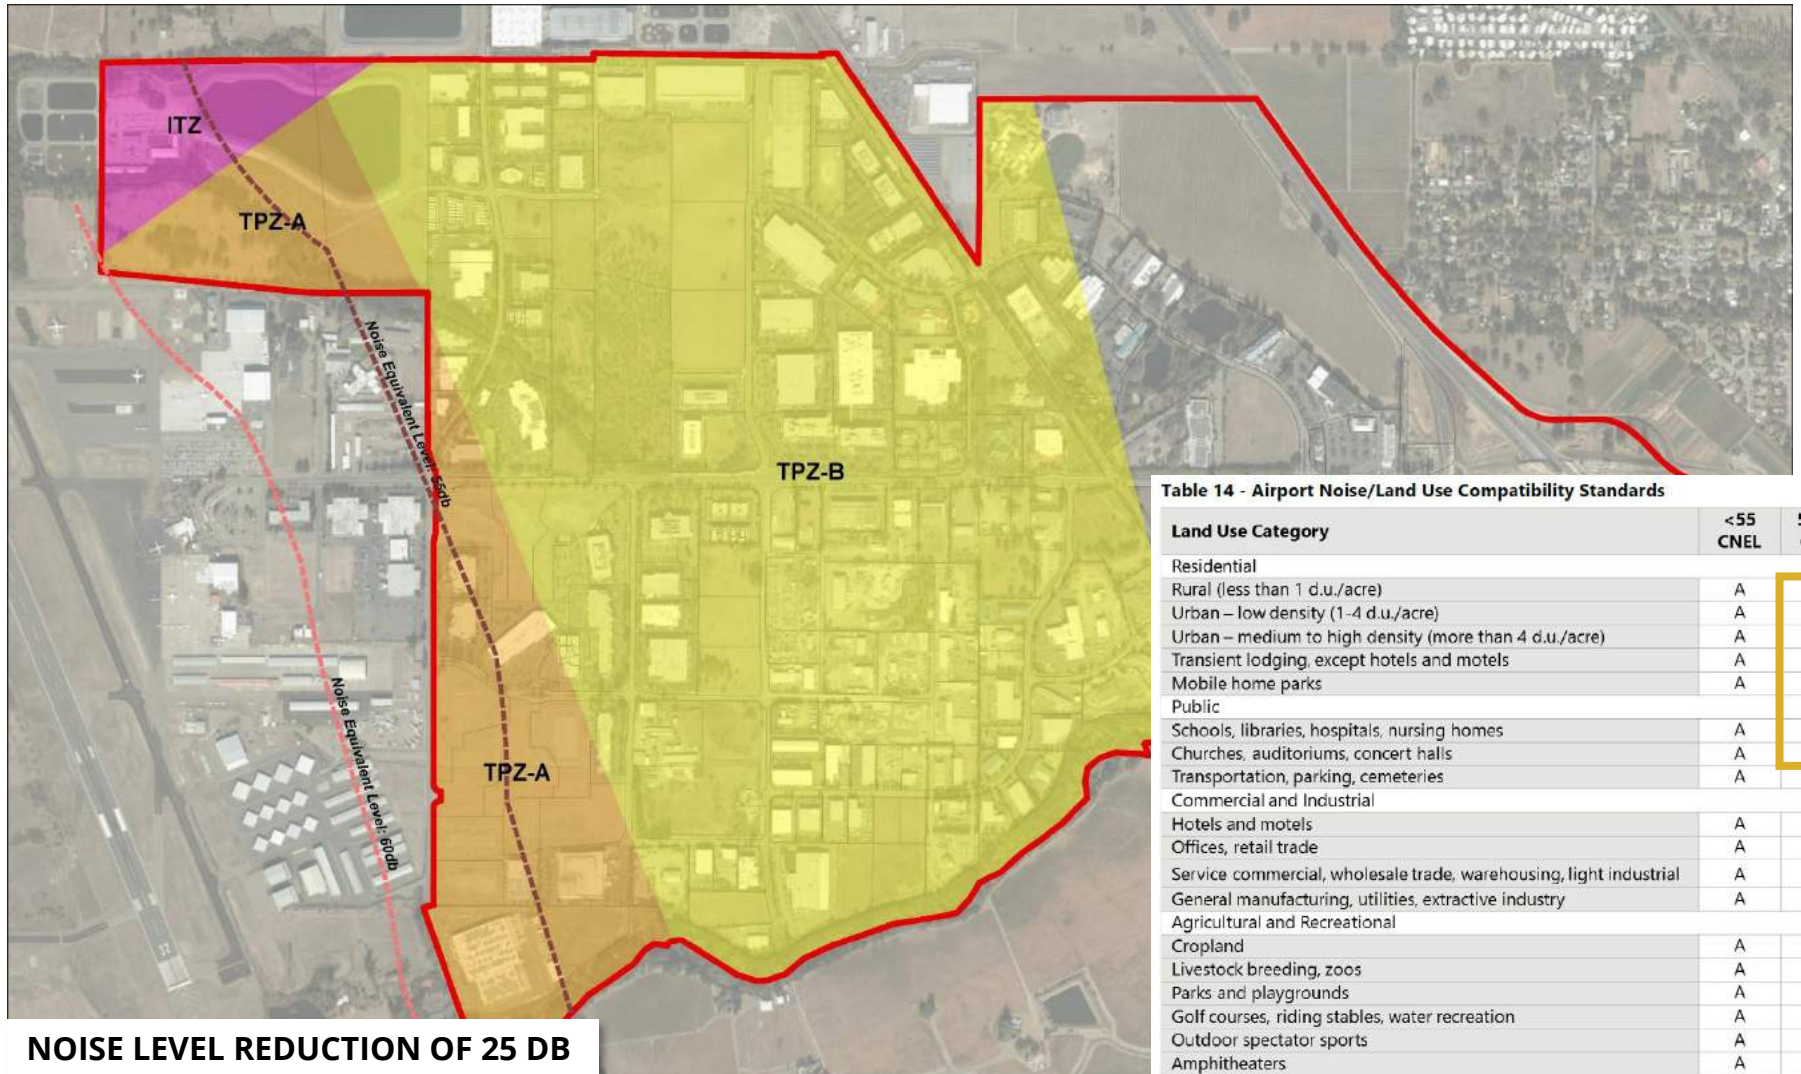 ITZ
TPZ-A
Noise Equivalent Level: 55db
TPZ-B
Noise Equivalent Level: 60db
TPZ-A
NOISE LEVEL REDUCTION OF 25 DB
Table 14 - Airport Noise/Land Use Compatibility Standards
Land Use Category <55 CNEL
Residential
Rural (less than 1 d.u./acre) A
Urban – low density (1-4 d.u./acre) A
Urban – medium to high density (more than 4 d.u./acre) A
Transient lodging, except hotels and motels A
Mobile home parks A
Public
Schools, libraries, hospitals, nursing homes A
Churches, auditoriums, concert halls A
Transportation, parking, cemeteries A
Commercial and Industrial
Hotels and motels A
Offices, retail trade A
Service commercial, wholesale trade, warehousing, light industrial A
General manufacturing, utilities, extractive industry A
Agricultural and Recreational
Cropland A
Livestock breeding, zoos A
Parks and playgrounds A
Golf courses, riding stables, water recreation A
Outdoor spectator sports A
Amphitheaters A